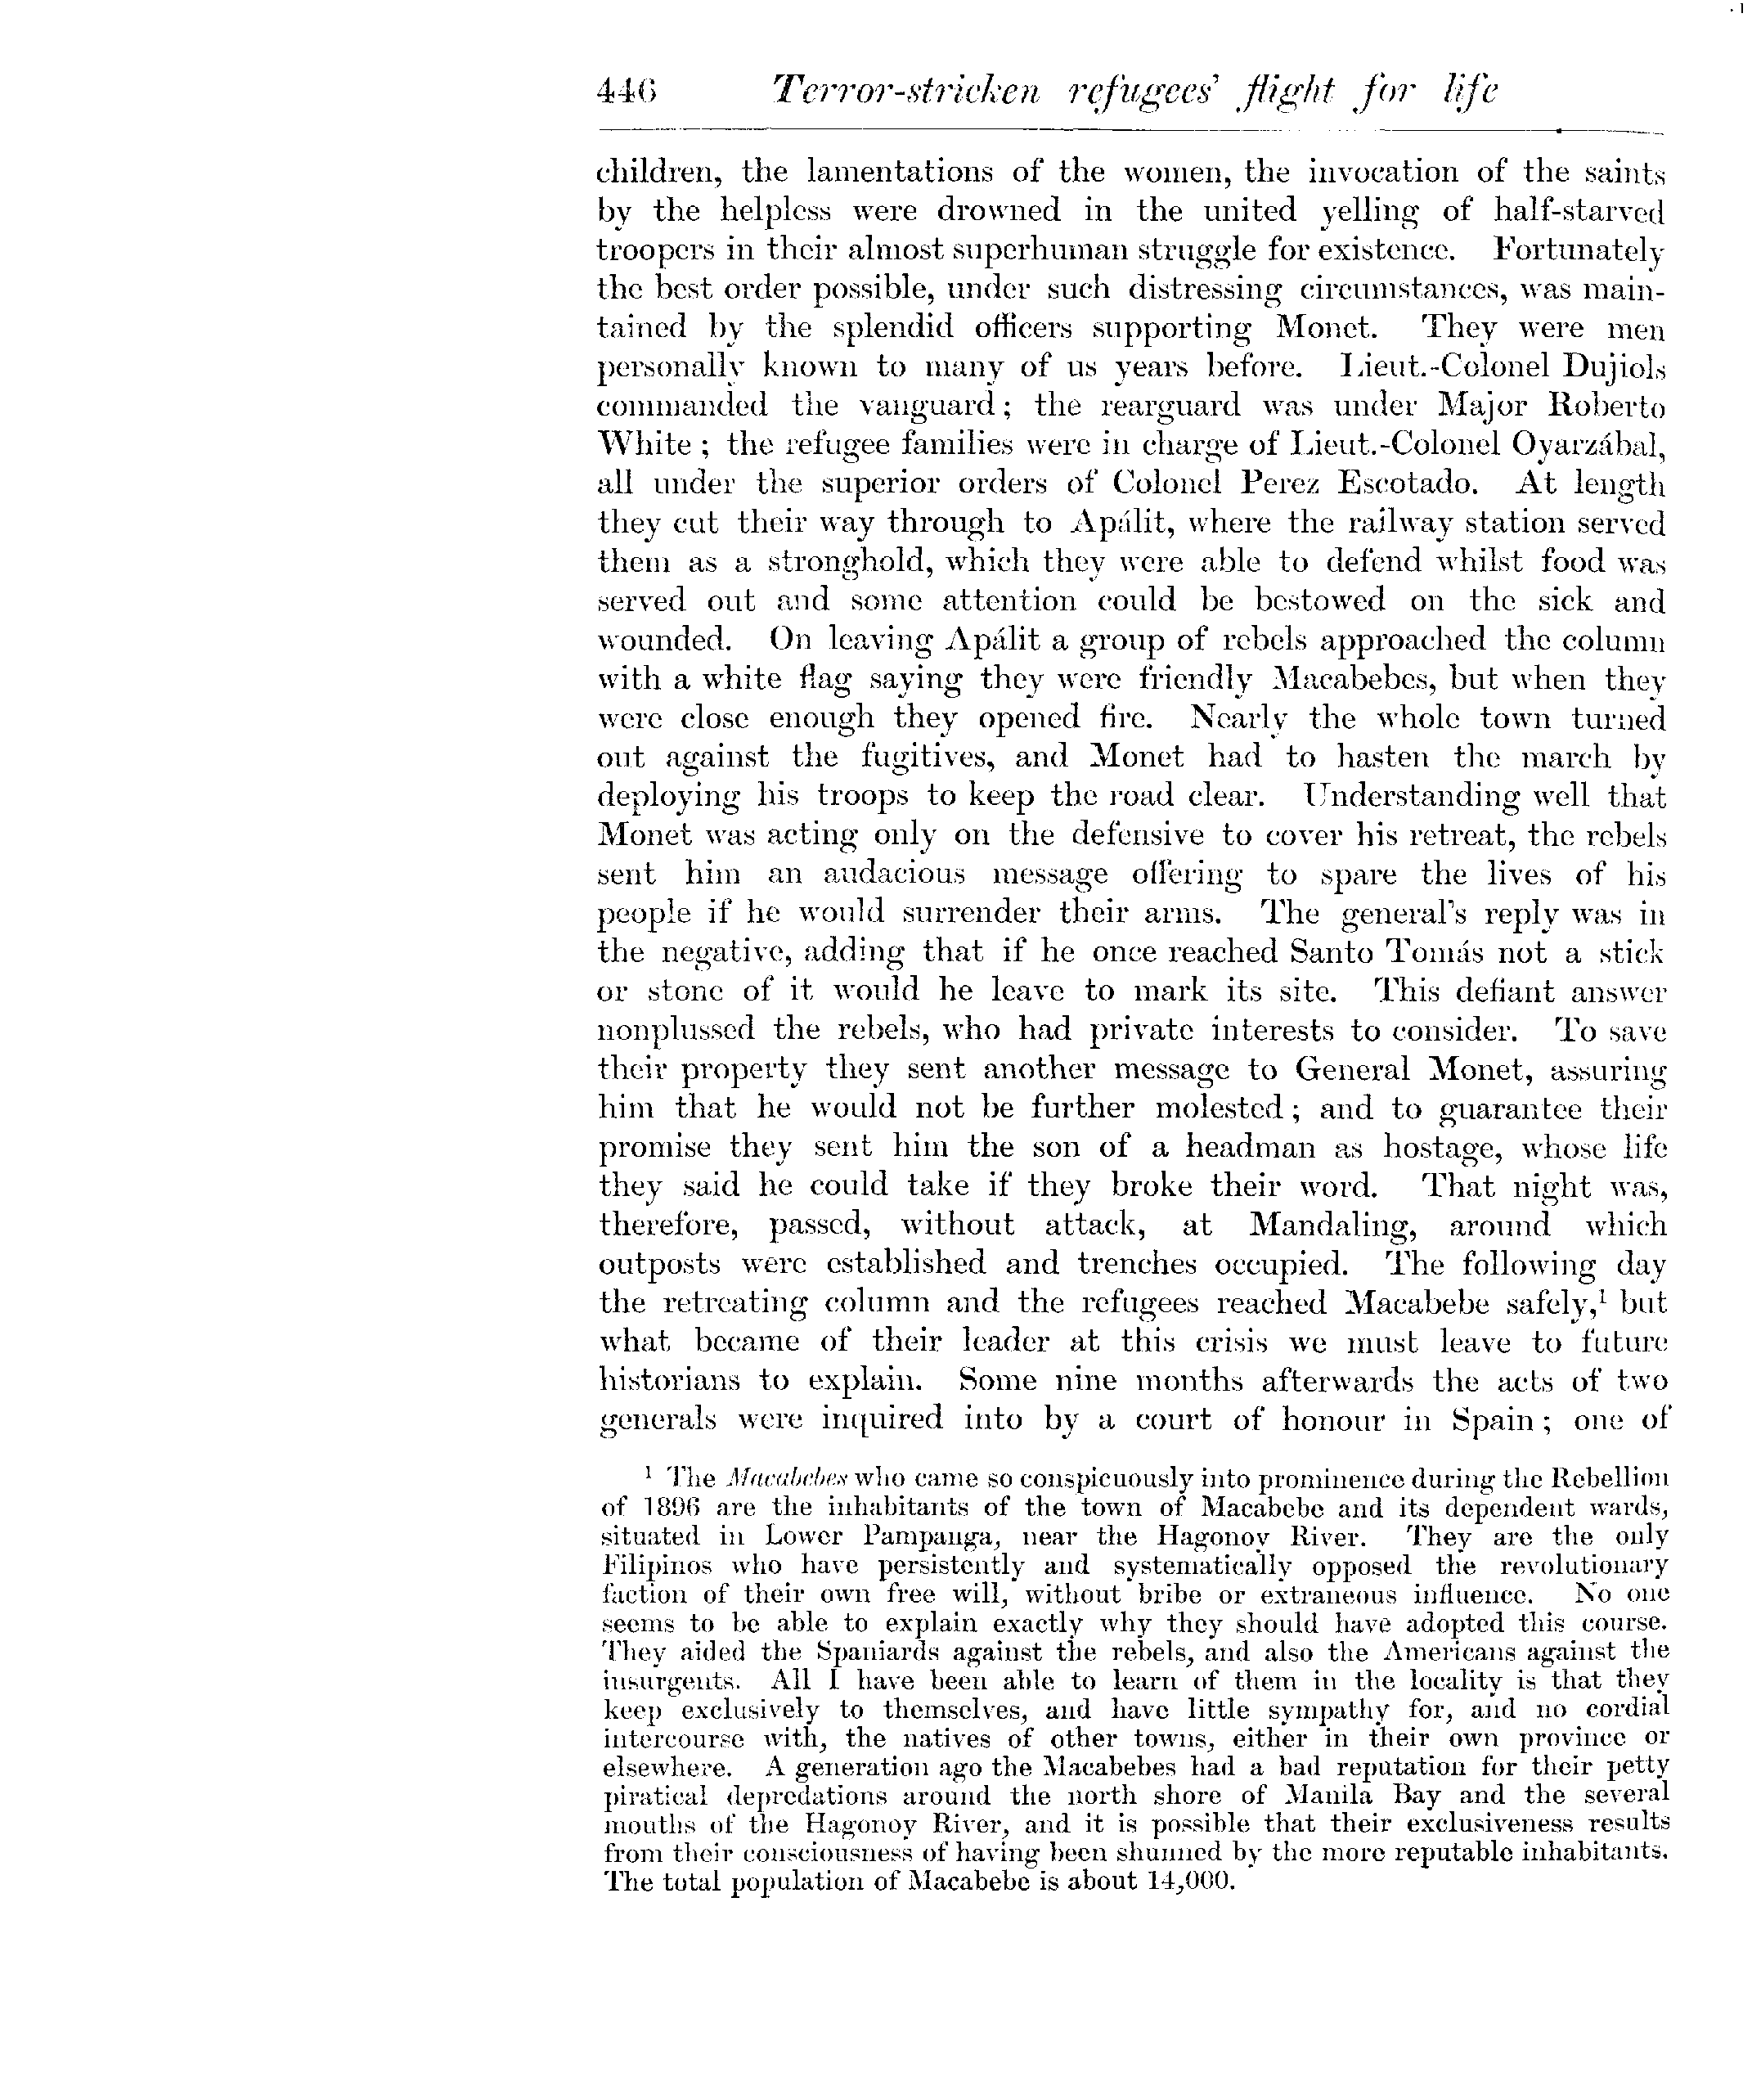 446 Terror-stricken refugees' flight for life
children, the lamentations of the women, the invocation of the saints
by the helpless were drowned in the united yelling of half-starved
troopers in their almost superhuman struggle for existence. Fortunately
the best order possible, under such distressing circumstances, was main-
tained by the splendid officers supporting Monet. They were men
personally known to many of us years before. Lieut.-Colonel Dujiols
commanded the vanguard; the rearguard was under Major Roberto
White; the refugee families were in charge of Lieut.-Colonel Oyarzábal,
all under the superior orders of Colonel Perez Escotado. At length
they cut their way through to Apálit, where the railway station served
them as a stronghold, which they were able to defend whilst food was
served out and some attention could be bestowed on the sick and
wounded. On leaving Apálit a group of rebels approached the column
with a white flag saying they were friendly Macabebes, but when they
were close enough they opened fire. Nearly the whole town turned
out against the fugitives, and Monet had to hasten the march by
deploying his troops to keep the road clear. Understanding well that
Monet was acting only on the defensive to cover his retreat, the rebels
sent him an audacious message offering to spare the lives of his
people if he would surrender their arms. The general's reply was in
the negative, adding that if he once reached Santo Tomás not a stick
or stone of it would he leave to mark its site. This defiant answer
nonplussed the rebels, who had private interests to consider. To save
their property they sent another message to General Monet, assuring
him that he would not be further molested; and to guarantee their
promise they sent him the son of a headman as hostage, whose life
they said he could take if they broke their word. That night was,
therefore, passed, without attack, at Mandaling, around which
outposts were established and trenches occupied. The following day
the retreating column and the refugees reached Macabebe safely,¹ but
what became of their leader at this crisis we must leave to future
historians to explain. Some nine months afterwards the acts of two
generals were inquired into by a court of honour in Spain; one of
¹ The Macabebes who came so conspicuously into prominence during the Rebellion
of 1896 are the inhabitants of the town of Macabebe and its dependent wards,
situated in Lower Pampanga, near the Hagonoy River. They are the only
Filipinos who have persistently and systematically opposed the revolutionary
faction of their own free will, without bribe or extraneous influence. No one
seems to be able to explain exactly why they should have adopted this course.
They aided the Spaniards against the rebels, and also the Americans against the
insurgents. All I have been able to learn of them in the locality is that they
keep exclusively to themselves, and have little sympathy for, and no cordial
intercourse with, the natives of other towns, either in their own province or
elsewhere. A generation ago the Macabebes had a bad reputation for their petty
piratical depredations around the north shore of Manila Bay and the several
mouths of the Hagonoy River, and it is possible that their exclusiveness results
from their consciousness of having been shunned by the more reputable inhabitants.
The total population of Macabebe is about 14,000.